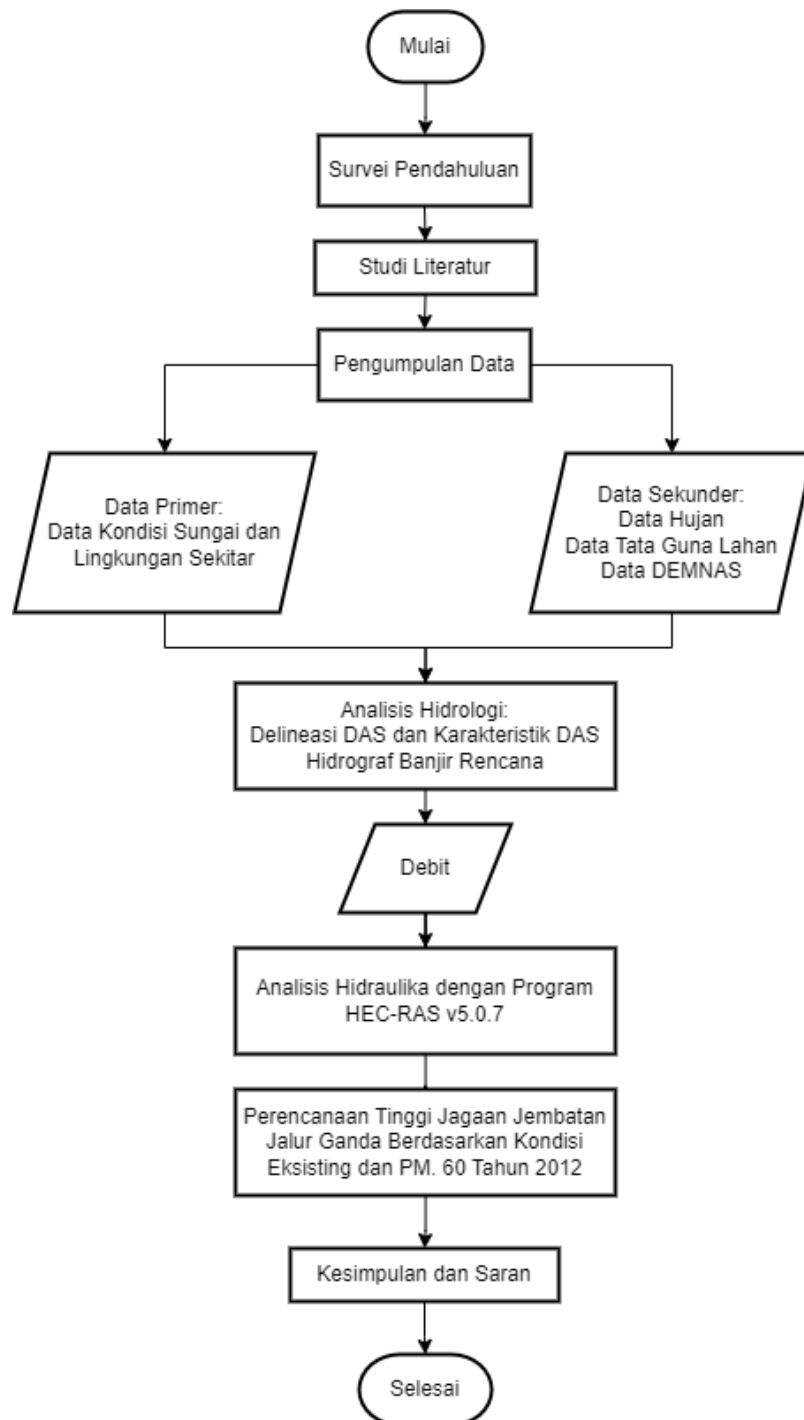 Mulai
Survei Pendahuluan
Studi Literatur
Pengumpulan Data
Data Primer:
Data Kondisi Sungai dan
Lingkungan Sekitar
Data Sekunder:
Data Hujan
Data Tata Guna Lahan
Data DEMNAS
Analisis Hidrologi:
Delineasi DAS dan Karakteristik DAS
Hidrograf Banjir Rencana
Debit
Analisis Hidraulika dengan Program
HEC-RAS v5.0.7
Perencanaan Tinggi Jagaan Jembatan
Jalur Ganda Berdasarkan Kondisi
Eksisting dan PM. 60 Tahun 2012
Kesimpulan dan Saran
Selesai